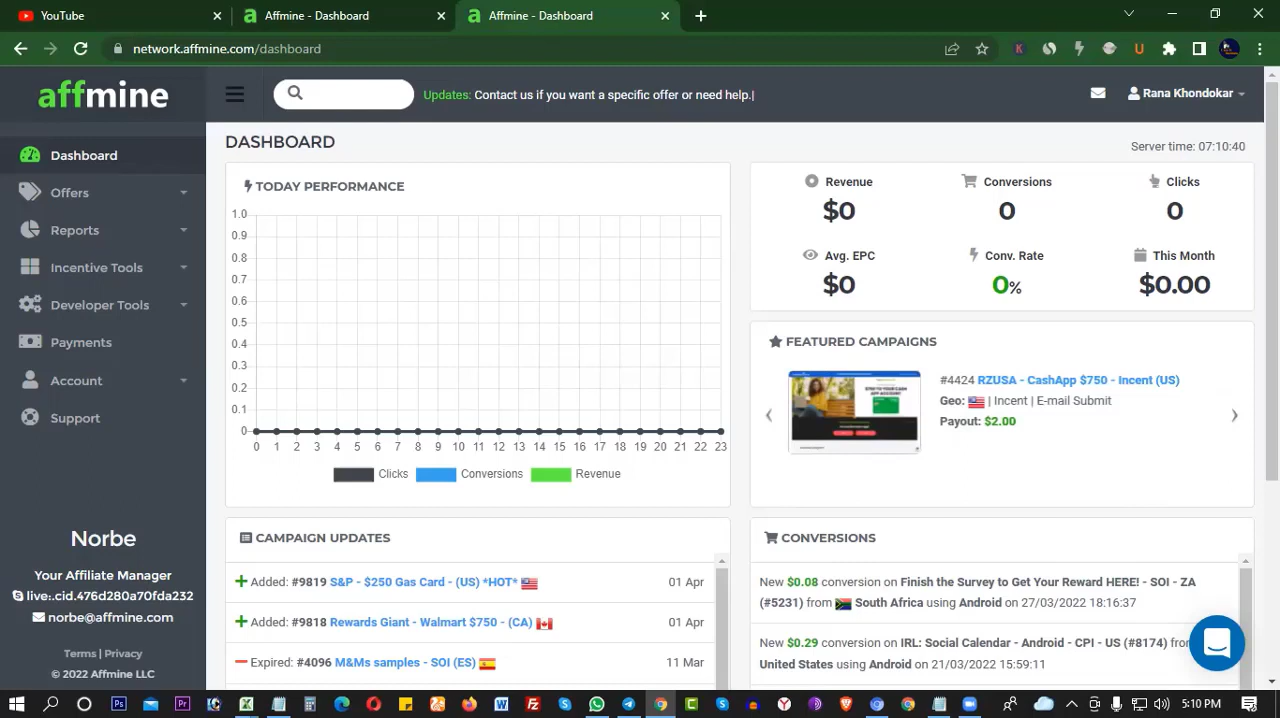 YouTube
Affmine - Dashboard
Affmine - Dashboard
network.affmine.com/dashboard
K
U
affmine
Updates: Contact us if you want a specific offer or need help.|
Rana Khondokar
Dashboard
Offers
Reports
Incentive Tools
Developer Tools
Payments
Account
Support
Norbe
Your Affiliate Manager
live:.cid.476d280a70fda232
norbe@affmine.com
Terms | Privacy
© 2022 Affmine LLC
DASHBOARD
Server time: 07:10:40
TODAY PERFORMANCE
1.0
0.9
0.8
0.7
0.6
0.5
0.4
0.3
0.2
0.1
0
0 1 2 3 4 5 6 7 8 9 10 11 12 13 14 15 16 17 18 19 20 21 22 23
Clicks Conversions Revenue
Revenue Conversions Clicks
$0 0 0
Avg. EPC Conv. Rate This Month
$0 0% $0.00
FEATURED CAMPAIGNS
#4424 RZUSA - CashApp $750 - Incent (US)
Geo: | Incent | E-mail Submit
Payout: $2.00
CAMPAIGN UPDATES
Added: #9819 S&P - $250 Gas Card - (US) *HOT* 01 Apr
Added: #9818 Rewards Giant - Walmart $750 - (CA) 01 Apr
Expired: #4096 M&Ms samples - SOI (ES) 11 Mar
CONVERSIONS
New $0.08 conversion on Finish the Survey to Get Your Reward HERE! - SOI - ZA
(#5231) from South Africa using Android on 27/03/2022 18:16:37
New $0.29 conversion on IRL: Social Calendar - Android - CPI - US (#8174) from
United States using Android on 21/03/2022 15:59:11
5:10 PM